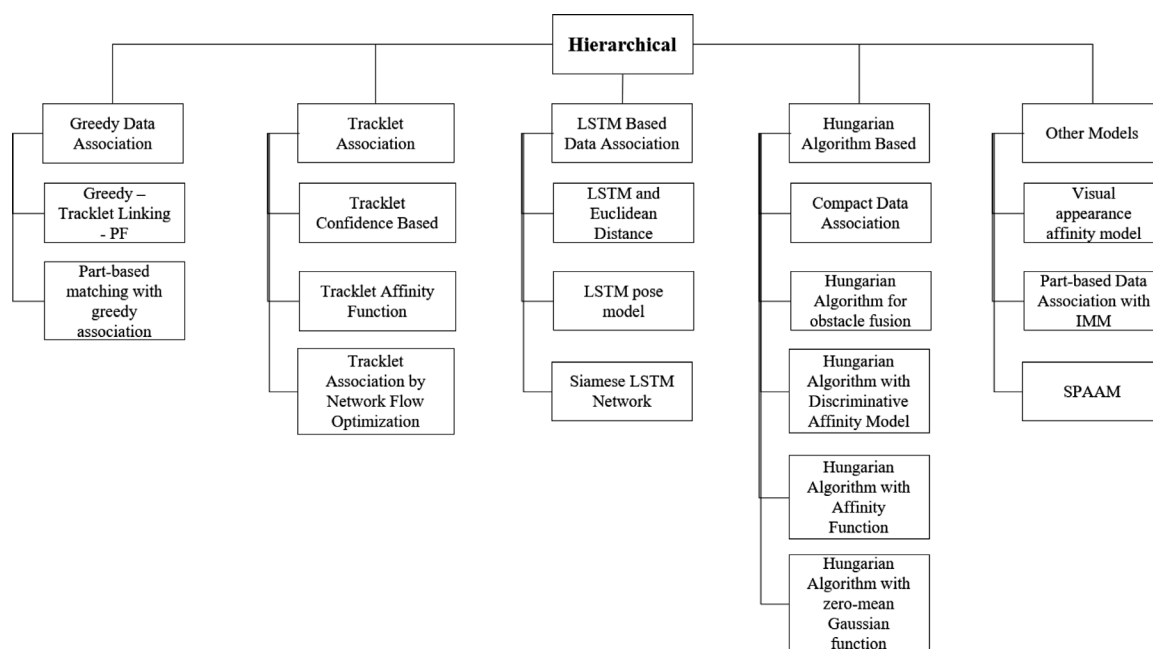 Hierarchical
Greedy Data
Association
Greedy –
Tracklet Linking
- PF
Part-based
matching with
greedy
association
Tracklet
Association
Tracklet
Confidence Based
Tracklet Affinity
Function
Tracklet
Association by
Network Flow
Optimization
LSTM Based
Data Association
LSTM and
Euclidean
Distance
LSTM pose
model
Siamese LSTM
Network
Hungarian
Algorithm Based
Compact Data
Association
Hungarian
Algorithm for
obstacle fusion
Hungarian
Algorithm with
Discriminative
Affinity Model
Hungarian
Algorithm with
Affinity
Function
Hungarian
Algorithm with
zero-mean
Gaussian
function
Other Models
Visual
appearance
affinity model
Part-based Data
Association with
IMM
SPAAM